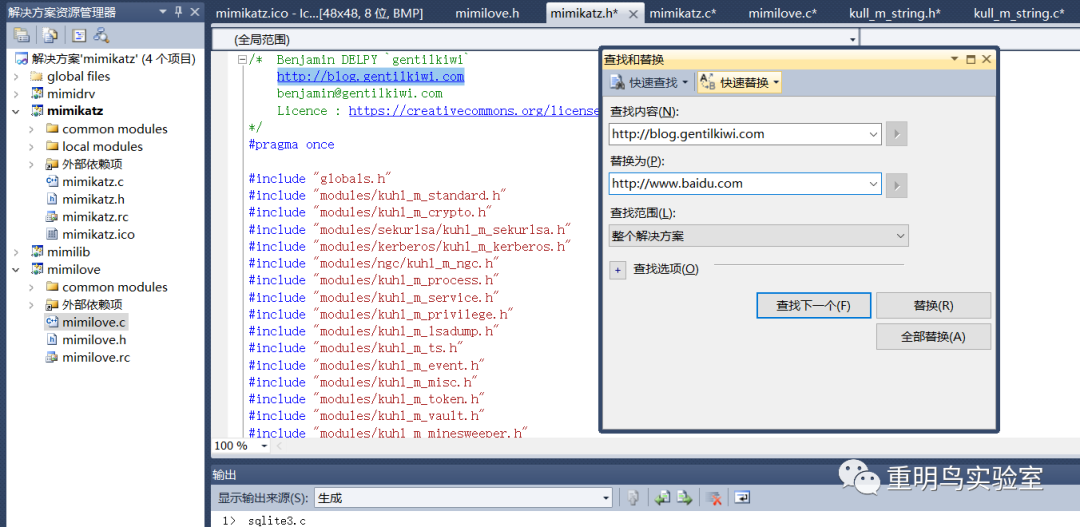 解决方案资源管理器
解决方案'mimikatz' (4 个项目)
global files
mimidrv
mimikatz
common modules
local modules
外部依赖项
mimikatz.c
mimikatz.h
mimikatz.rc
mimikatz.ico
mimilib
mimilove
common modules
外部依赖项
mimilove.c
mimilove.h
mimilove.rc
mimikatz.ico - Ic...[48x48, 8 位, BMP]
mimilove.h
mimikatz.h*
mimikatz.c*
mimilove.c*
kull_m_string.h*
kull_m_string.c*
(全局范围)
/* Benjamin DELPY `gentilkiwi`
http://blog.gentilkiwi.com
benjamin@gentilkiwi.com
Licence : https://creativecommons.org/license
*/
#pragma once
#include "globals.h"
#include "modules/kuhl_m_standard.h"
#include "modules/kuhl_m_crypto.h"
#include "modules/sekurlsa/kuhl_m_sekurlsa.h"
#include "modules/kerberos/kuhl_m_kerberos.h"
#include "modules/ngc/kuhl_m_ngc.h"
#include "modules/kuhl_m_process.h"
#include "modules/kuhl_m_service.h"
#include "modules/kuhl_m_privilege.h"
#include "modules/kuhl_m_lsadump.h"
#include "modules/kuhl_m_ts.h"
#include "modules/kuhl_m_event.h"
#include "modules/kuhl_m_misc.h"
#include "modules/kuhl_m_token.h"
#include "modules/kuhl_m_vault.h"
#include "modules/kuhl_m_minesweeper.h"
100 %
查找和替换
快速查找
快速替换
查找内容(N):
http://blog.gentilkiwi.com
替换为(P):
http://www.baidu.com
查找范围(L):
整个解决方案
查找选项(O)
查找下一个(F)
替换(R)
全部替换(A)
输出
显示输出来源(S): 生成
1> sqlite3.c
重明鸟实验室